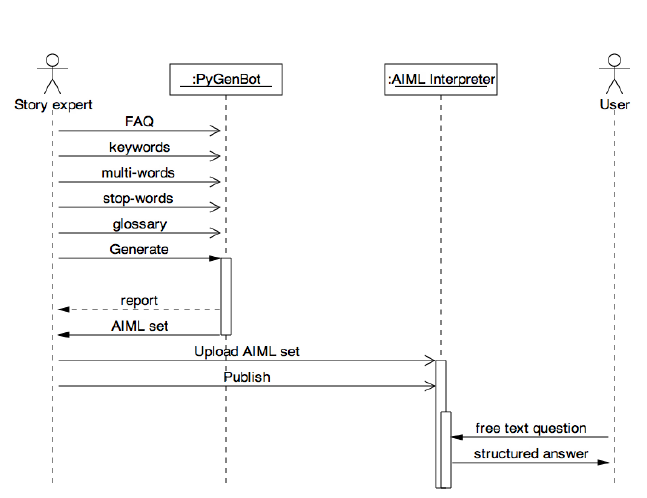 Story expert
:PyGenBot
:AIML Interpreter
User
FAQ
keywords
multi-words
stop-words
glossary
Generate
report
AIML set
Upload AIML set
Publish
free text question
structured answer